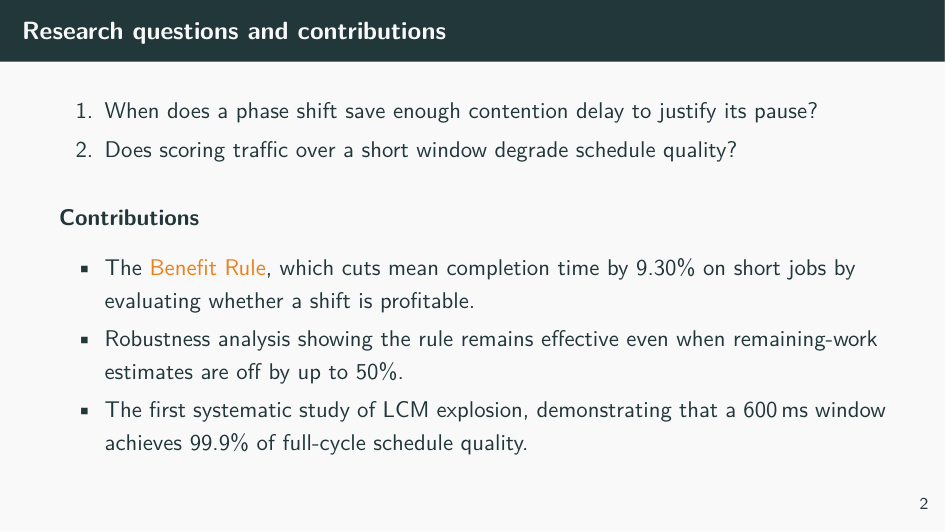 Research questions and contributions
1. When does a phase shift save enough contention delay to justify its pause?
2. Does scoring traffic over a short window degrade schedule quality?
Contributions
▪ The Benefit Rule, which cuts mean completion time by 9.30% on short jobs by
evaluating whether a shift is profitable.
▪ Robustness analysis showing the rule remains effective even when remaining-work
estimates are off by up to 50%.
▪ The first systematic study of LCM explosion, demonstrating that a 600 ms window
achieves 99.9% of full-cycle schedule quality.
2